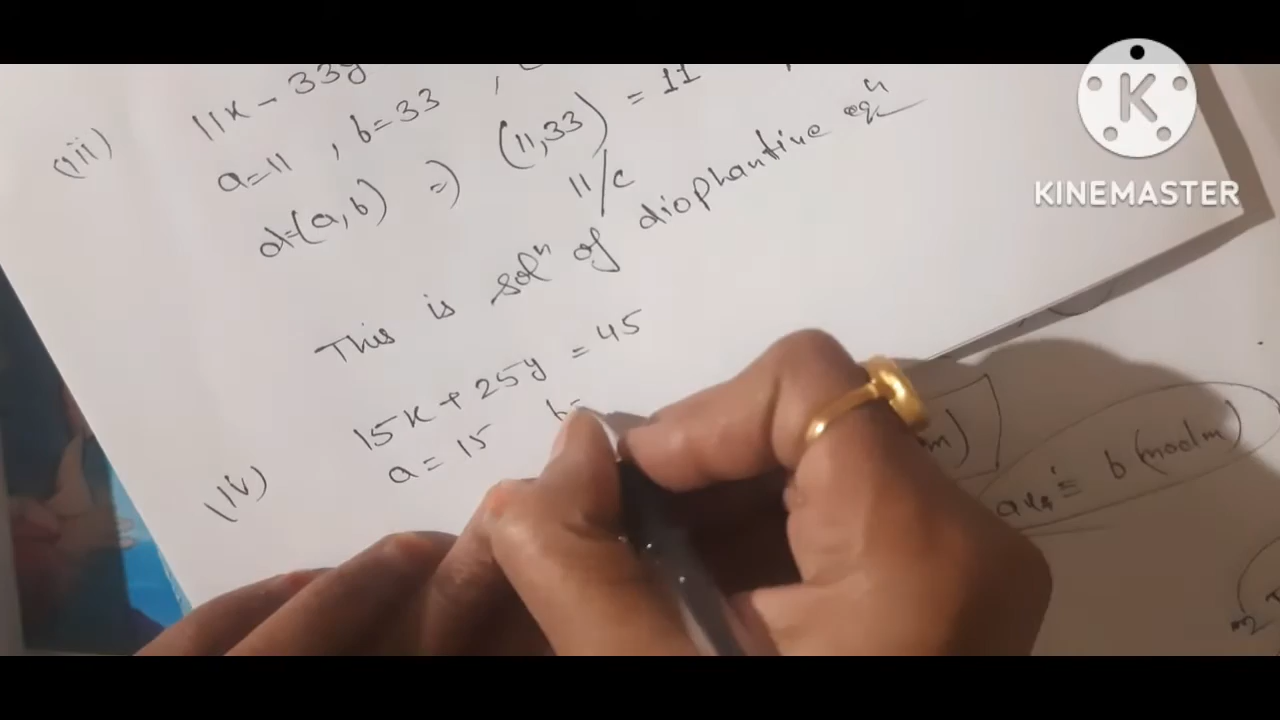 (iii) 11x - 33y
a=11 , b=33 ,
d=(a,b) =) (11,33) = 11
11/c
This is solⁿ of diophantine eqⁿ
(iv) 15x + 25y = 45
a = 15 b=
m)
b (mod m)
K
KINEMASTER